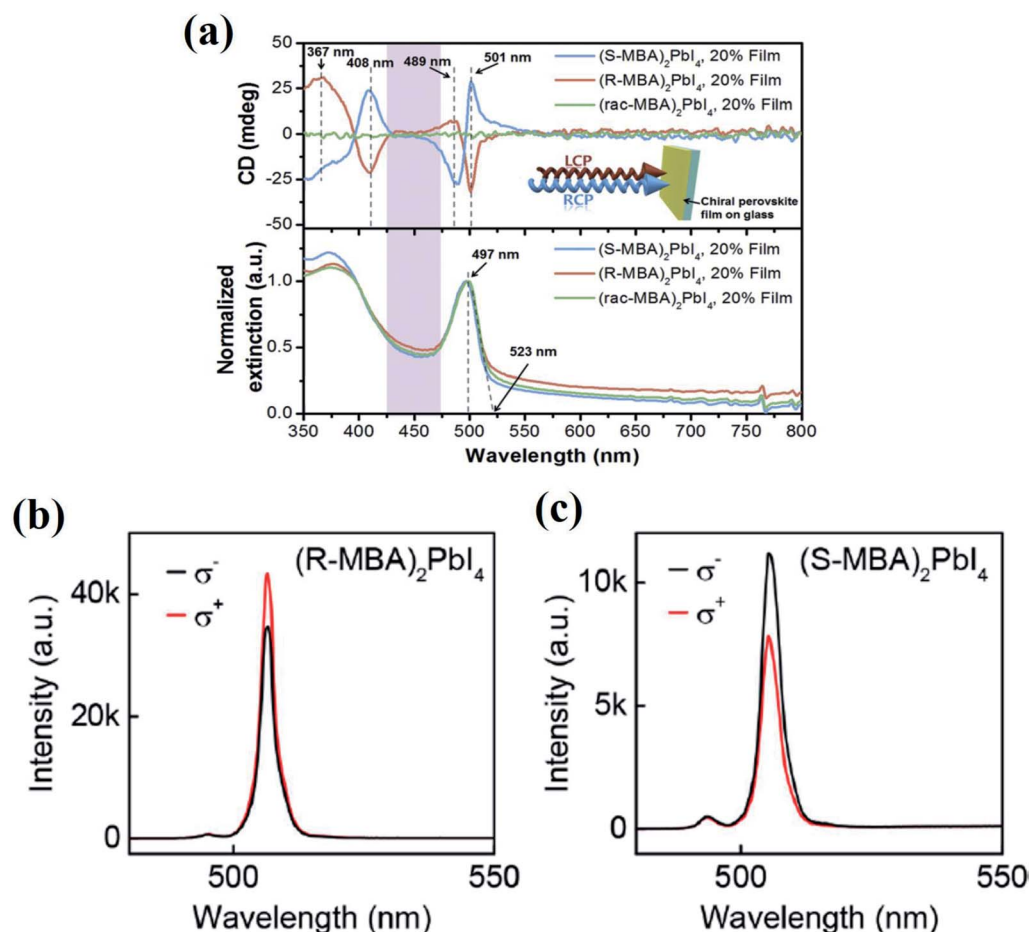 (a)
CD (mdeg)
50
25
0
-25
-50
367 nm
408 nm
489 nm
501 nm
(S-MBA)₂PbI₄, 20% Film
(R-MBA)₂PbI₄, 20% Film
(rac-MBA)₂PbI₄, 20% Film
LCP
RCP
Chiral perovskite
film on glass
Normalized
extinction (a.u.)
1.0
0.5
0.0
(S-MBA)₂PbI₄, 20% Film
(R-MBA)₂PbI₄, 20% Film
(rac-MBA)₂PbI₄, 20% Film
497 nm
523 nm
350 400 450 500 550 600 650 700 750 800
Wavelength (nm)
(b)
Intensity (a.u.)
40k
20k
0
σ⁻
σ⁺
(R-MBA)₂PbI₄
500 550
Wavelength (nm)
(c)
Intensity (a.u.)
10k
5k
0
σ⁻
σ⁺
(S-MBA)₂PbI₄
500 550
Wavelength (nm)